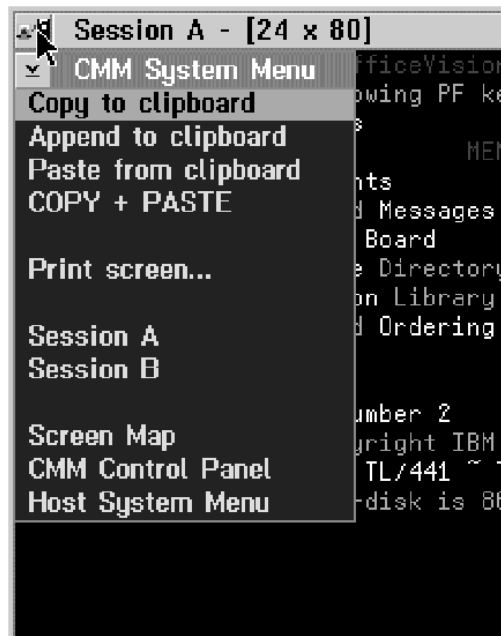 Session A - [24 x 80]
CMM System Menu
Copy to clipboard
Append to clipboard
Paste from clipboard
COPY + PASTE
Print screen...
Session A
Session B
Screen Map
CMM Control Panel
Host System Menu
fficeVision
owing PF ke
s
MEN
nts
d Messages
Board
e Directory
on Library
d Ordering
umber 2
yright IBM
TL/441 ~
-disk is 86